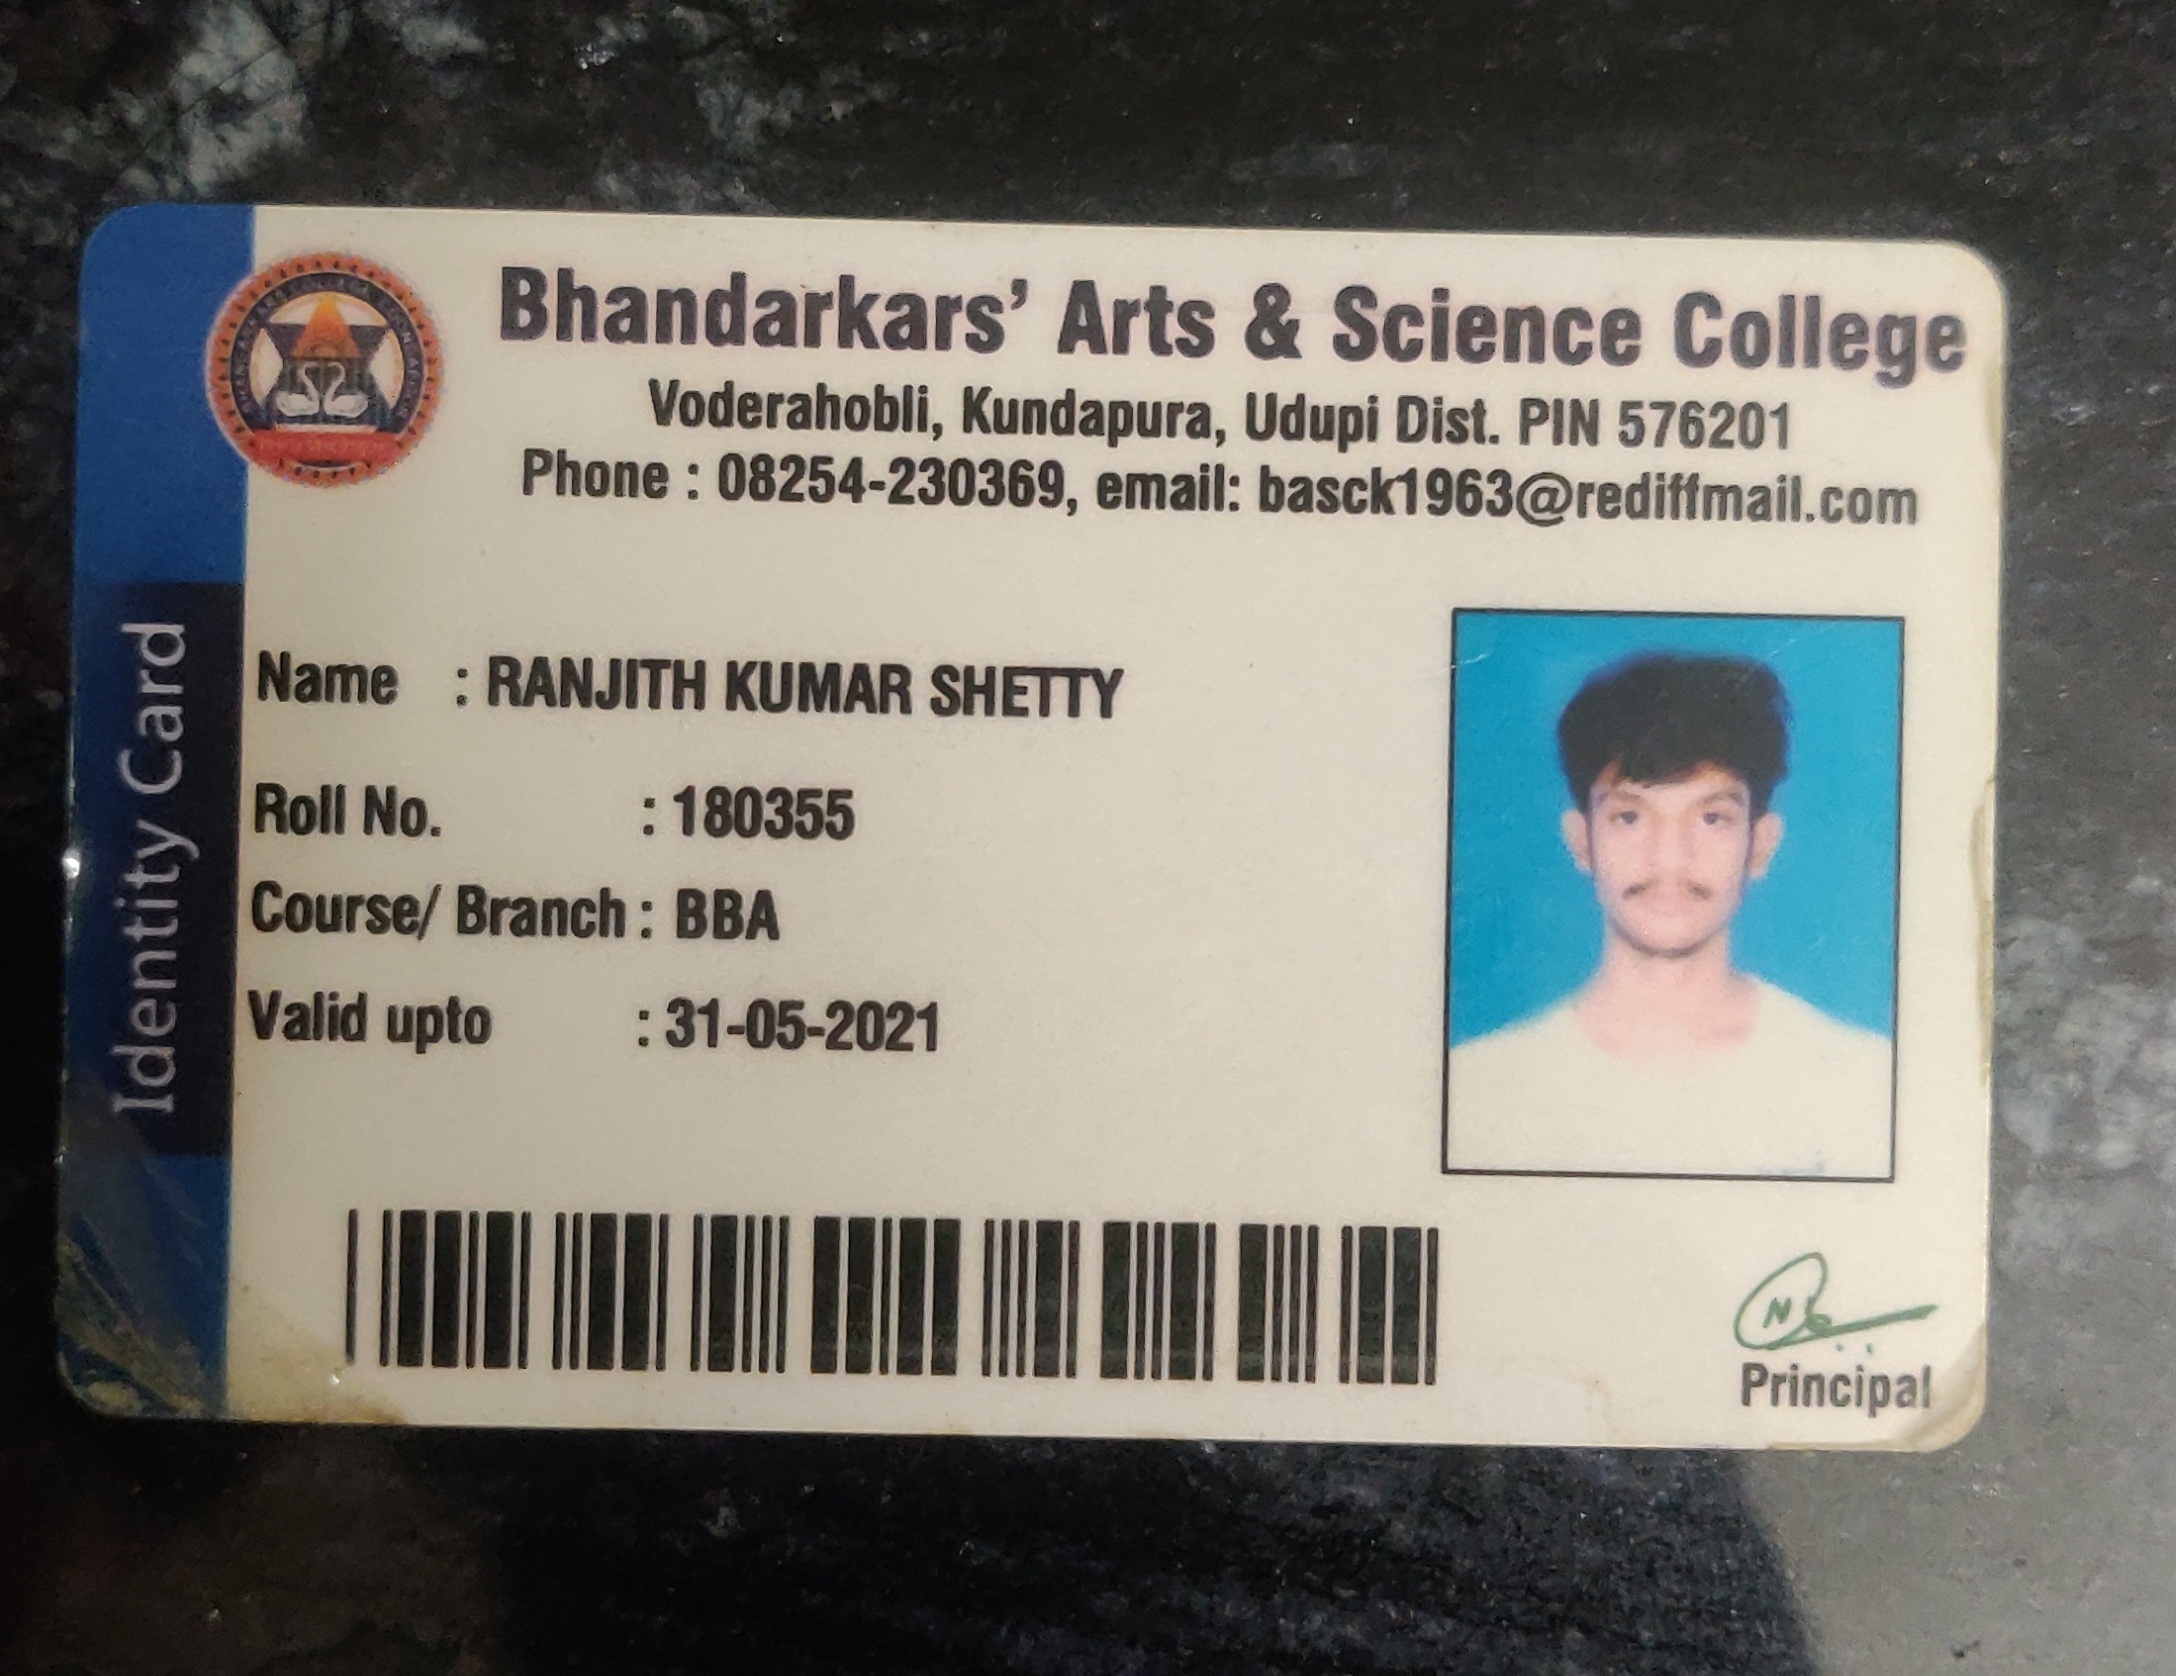 Bhandarkars' Arts & Science College
Voderahobli, Kundapura, Udupi Dist. PIN 576201
Phone : 08254-230369, email: basck1963@rediffmail.com
Identity Card
Name : RANJITH KUMAR SHETTY
Roll No. : 180355
Course/ Branch : BBA
Valid upto : 31-05-2021
Principal